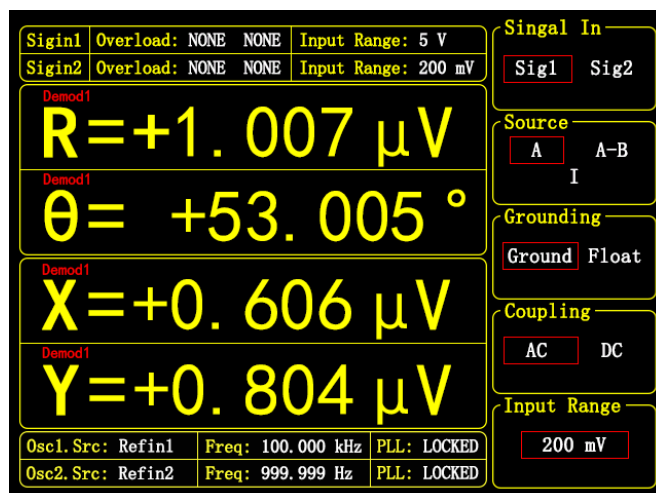 Sigin1 Overload: NONE NONE Input Range: 5 V
Sigin2 Overload: NONE NONE Input Range: 200 mV
Demod1
R=+1.007 μV
Demod1
θ= +53.005 °
Demod1
X=+0.606 μV
Demod1
Y=+0.804 μV
Osc1.Src: Refin1 Freq: 100.000 kHz PLL: LOCKED
Osc2.Src: Refin2 Freq: 999.999 Hz PLL: LOCKED
Singal In
Sig1 Sig2
Source
A A-B
I
Grounding
Ground Float
Coupling
AC DC
Input Range
200 mV